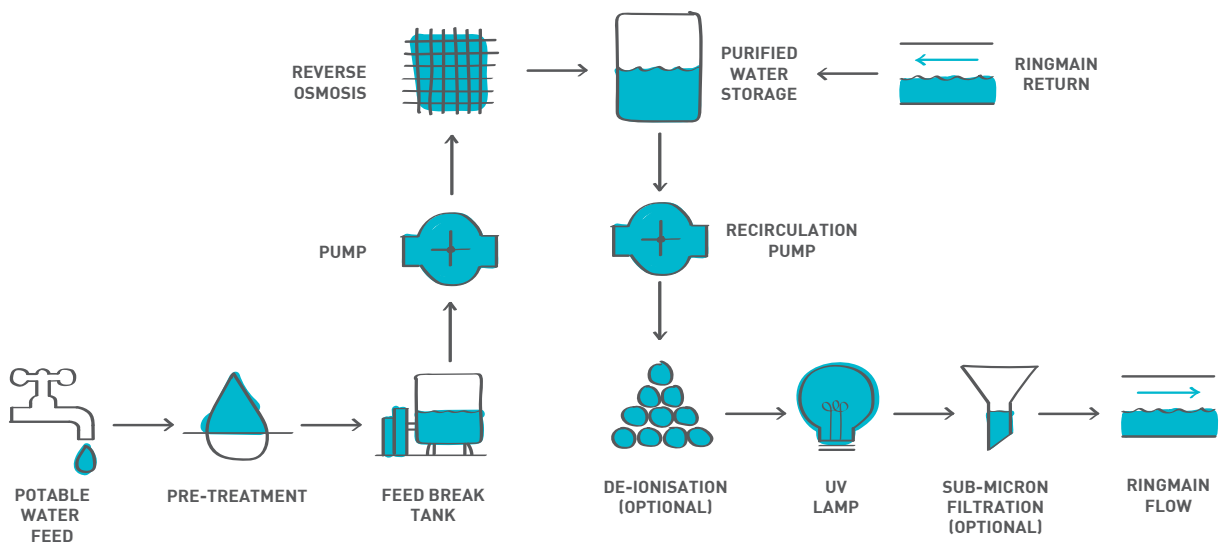 REVERSE
OSMOSIS
PURIFIED
WATER
STORAGE
RINGMAIN
RETURN
PUMP
RECIRCULATION
PUMP
POTABLE
WATER
FEED
PRE-TREATMENT
FEED BREAK
TANK
DE-IONISATION
(OPTIONAL)
UV
LAMP
SUB-MICRON
FILTRATION
(OPTIONAL)
RINGMAIN
FLOW